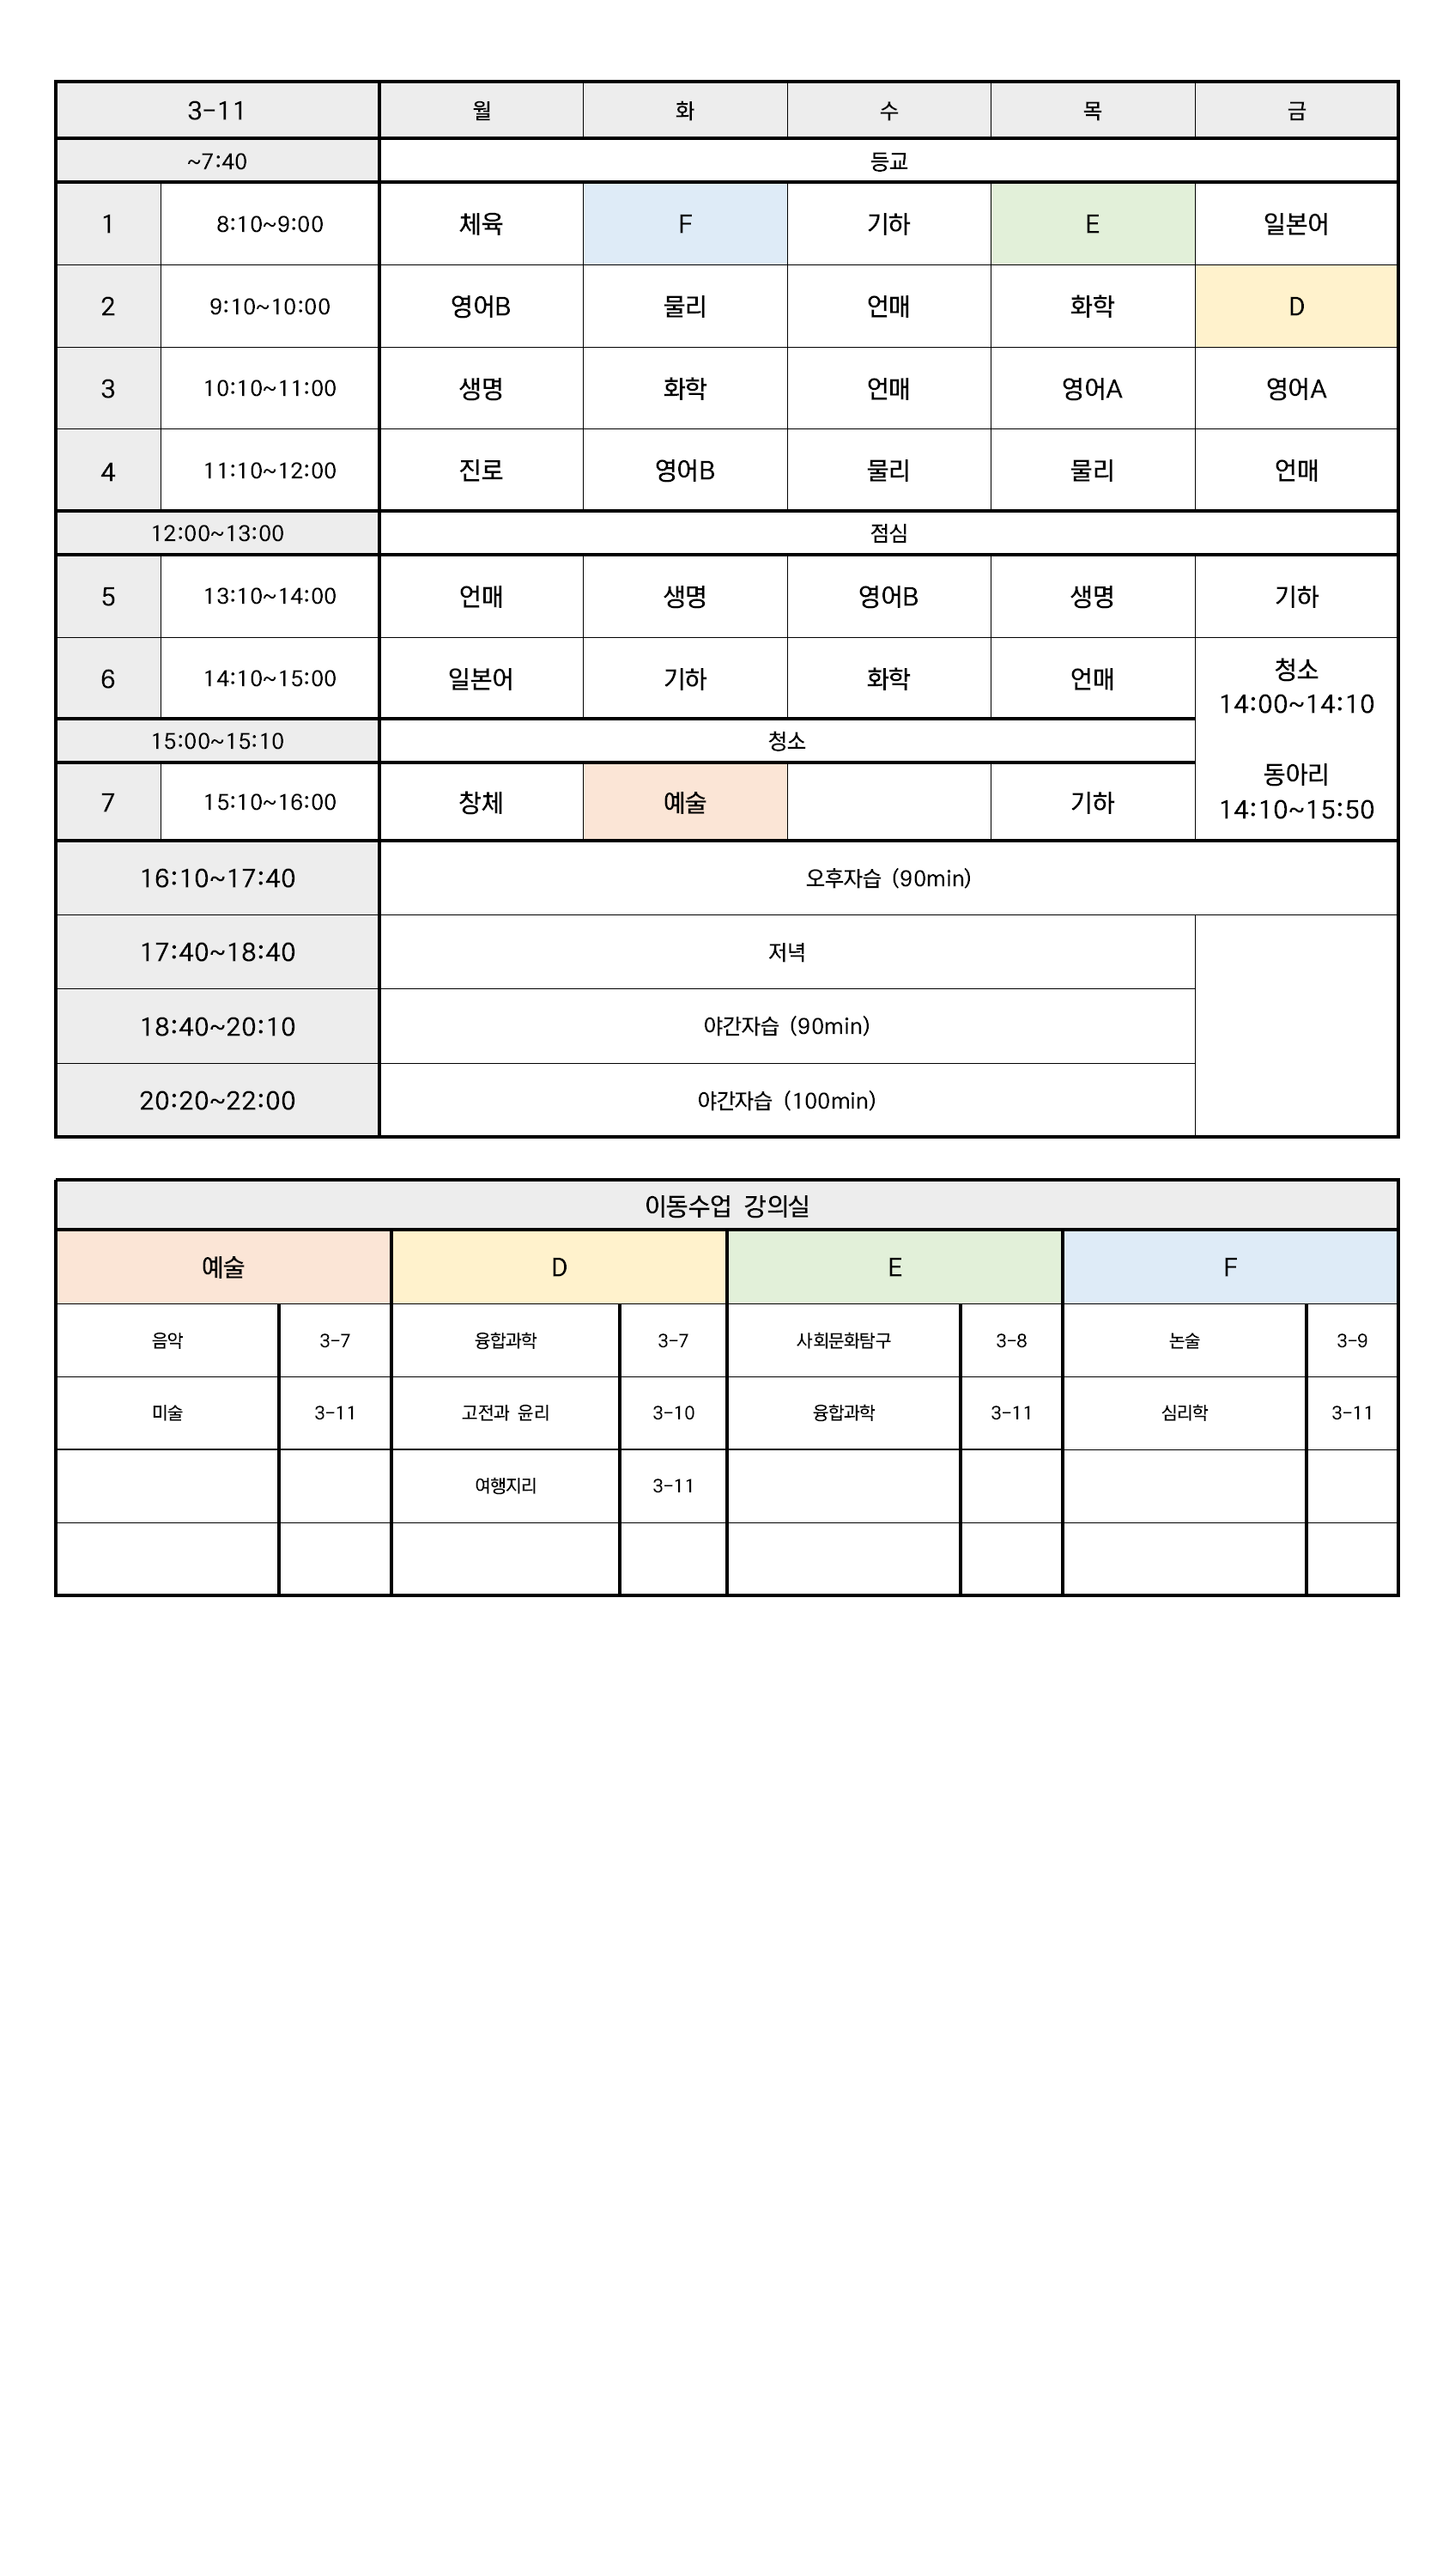 3-11 월 화 수 목 금
~7:40 등교
1 8:10~9:00 체육 F 기하 E 일본어
2 9:10~10:00 영어B 물리 언매 화학 D
3 10:10~11:00 생명 화학 언매 영어A 영어A
4 11:10~12:00 진로 영어B 물리 물리 언매
12:00~13:00 점심
5 13:10~14:00 언매 생명 영어B 생명 기하
6 14:10~15:00 일본어 기하 화학 언매
청소
14:00~14:10
동아리
14:10~15:50
15:00~15:10 청소
7 15:10~16:00 창체 예술 기하
16:10~17:40 오후자습 (90min)
17:40~18:40 저녁
18:40~20:10 야간자습 (90min)
20:20~22:00 야간자습 (100min)
이동수업 강의실
예술 D E F
음악 3-7 융합과학 3-7 사회문화탐구 3-8 논술 3-9
미술 3-11 고전과 윤리 3-10 융합과학 3-11 심리학 3-11
여행지리 3-11